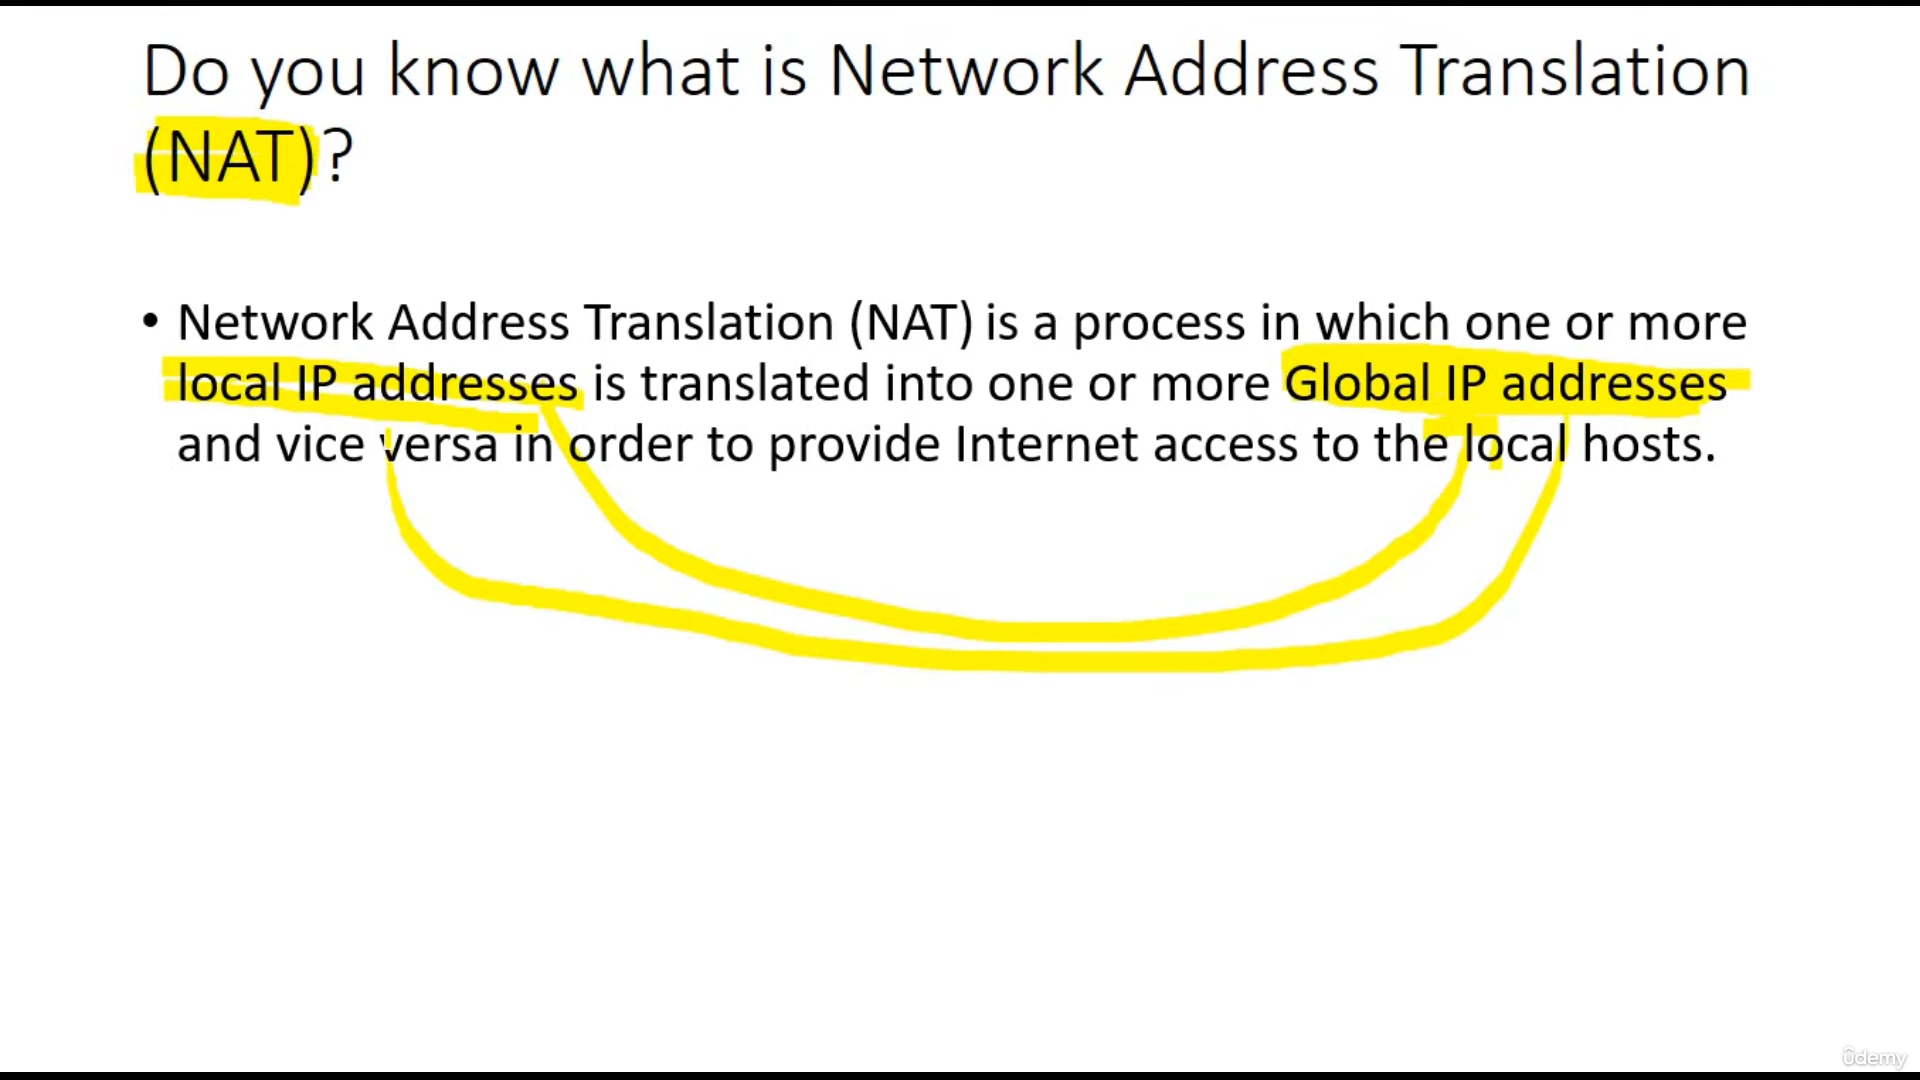 Do you know what is Network Address Translation
(NAT)?
• Network Address Translation (NAT) is a process in which one or more
local IP addresses is translated into one or more Global IP addresses
and vice versa in order to provide Internet access to the local hosts.
ûdemy